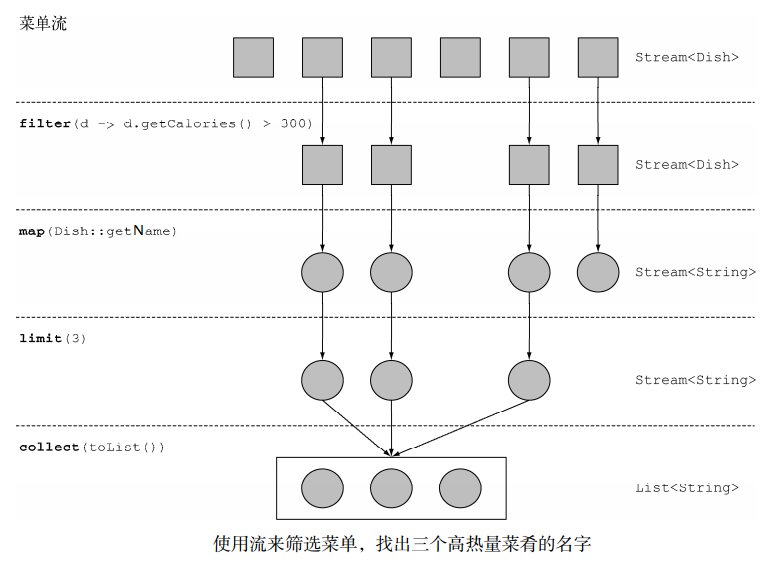 菜单流
Stream<Dish>
filter(d -> d.getCalories() > 300)
Stream<Dish>
map(Dish::getName)
Stream<String>
limit(3)
Stream<String>
collect(toList())
List<String>
使用流来筛选菜单，找出三个高热量菜肴的名字